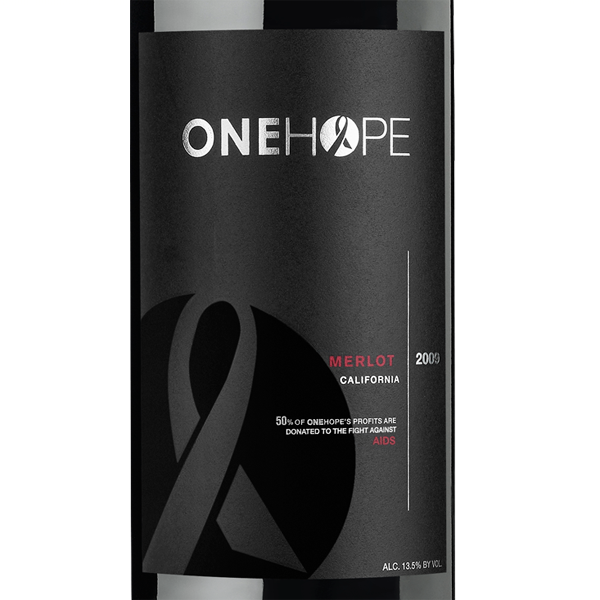 ONEHOPE
MERLOT
2009
CALIFORNIA
50% OF ONEHOPE'S PROFITS ARE
DONATED TO THE FIGHT AGAINST
AIDS
ALC. 13.5% BY VOL.